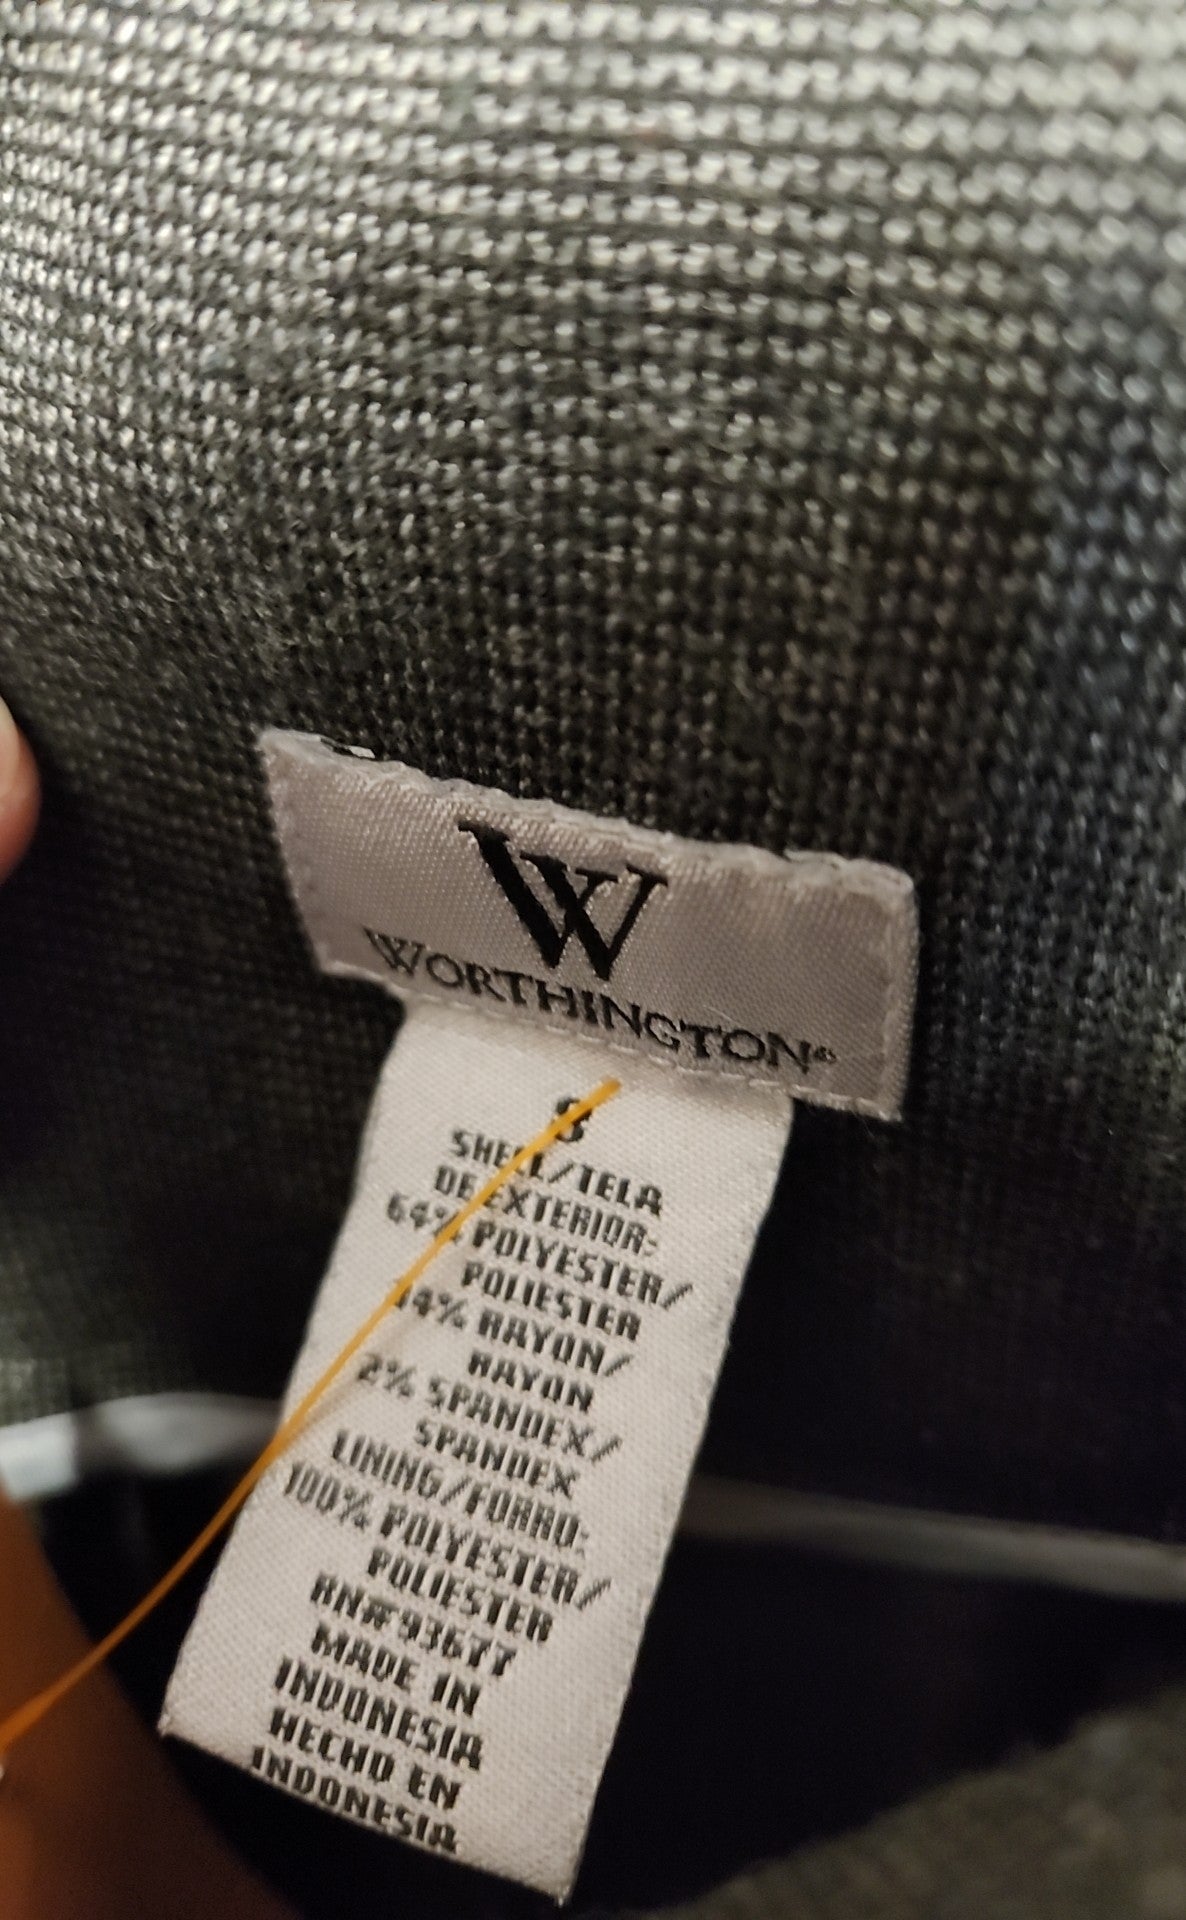 W
WORTHINGTON®
8
SHELL/TELA
DE EXTERIOR:
64% POLYESTER/
POLIESTER
34% RAYON/
RAYON
2% SPANDEX/
SPANDEX
LINING/FORRO:
100% POLYESTER/
POLIESTER
RN#93677
MADE IN
INDONESIA
HECHO EN
INDONESIA